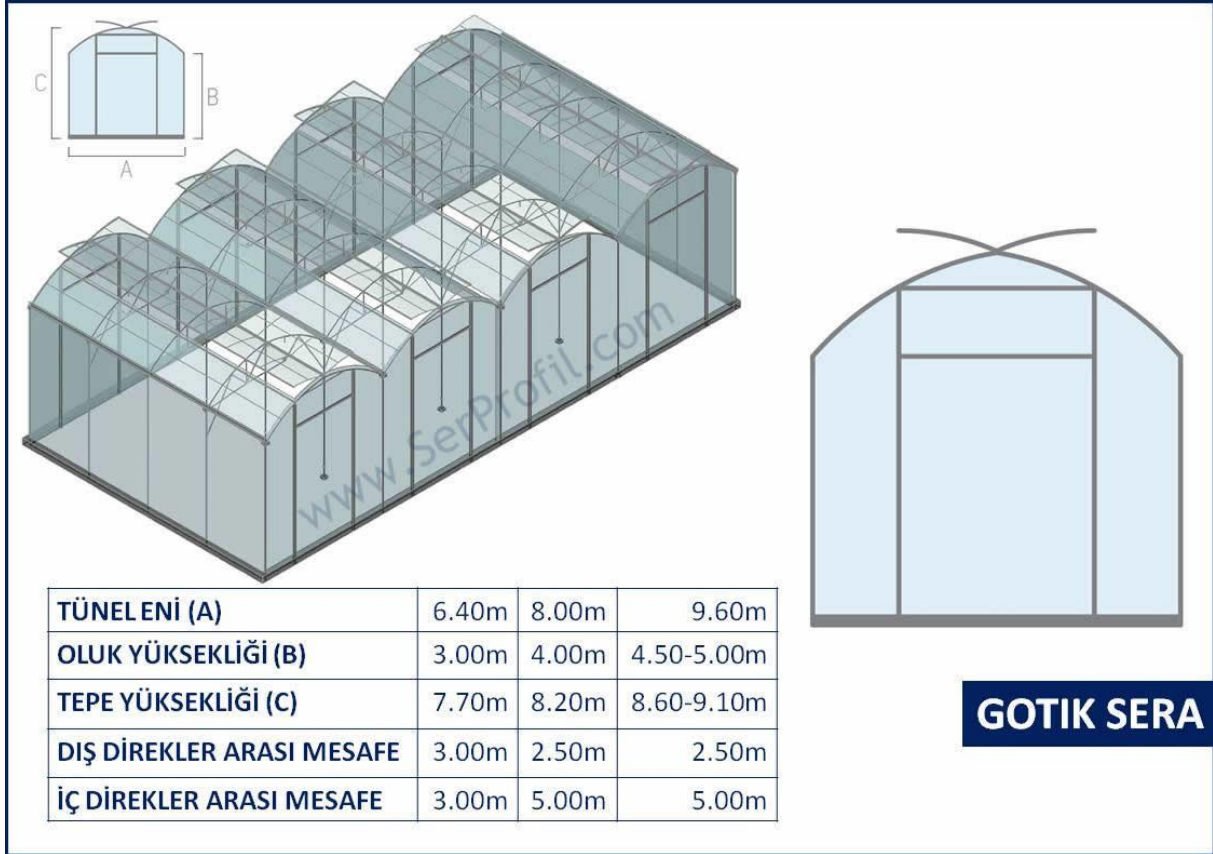 C
B
A
www.SerProfil.com
TÜNEL ENİ (A) 6.40m 8.00m 9.60m
OLUK YÜKSEKLİĞİ (B) 3.00m 4.00m 4.50-5.00m
TEPE YÜKSEKLİĞİ (C) 7.70m 8.20m 8.60-9.10m
DIŞ DİREKLER ARASI MESAFE 3.00m 2.50m 2.50m
İÇ DİREKLER ARASI MESAFE 3.00m 5.00m 5.00m
GOTIK SERA